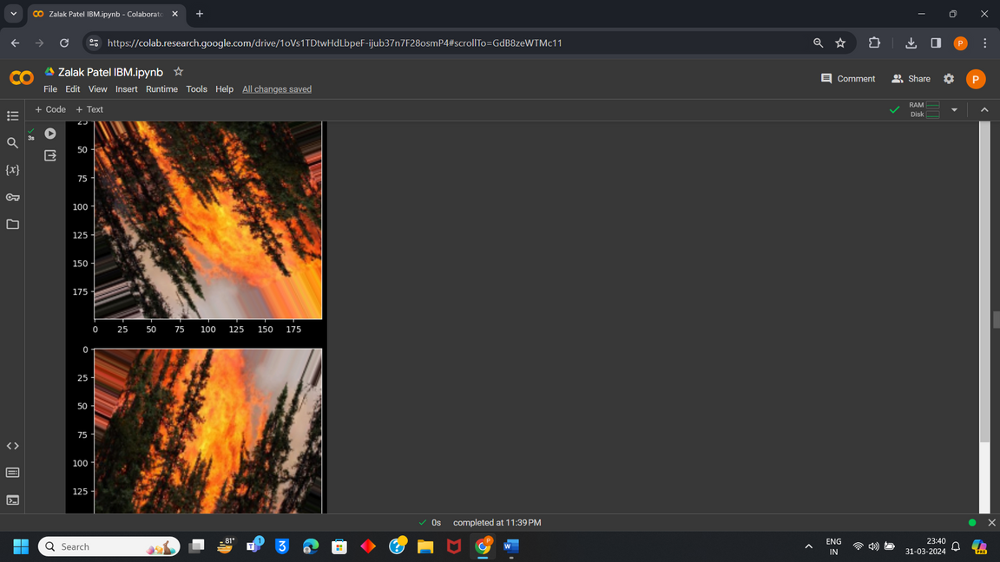 Zalak Patel IBM.ipynb - Colaborato
https://colab.research.google.com/drive/1oVs1TDtwHdLbpeF-ijub37n7F28osmP4#scrollTo=GdB8zeWTMc11
P
Zalak Patel IBM.ipynb
File Edit View Insert Runtime Tools Help All changes saved
Comment Share P
+ Code + Text
RAM
Disk
3s
{x}
25
50
75
100
125
150
175
0 25 50 75 100 125 150 175
0
25
50
75
100
125
0s completed at 11:39 PM
Search
81°
1
ENG
IN
23:40
31-03-2024
PRE